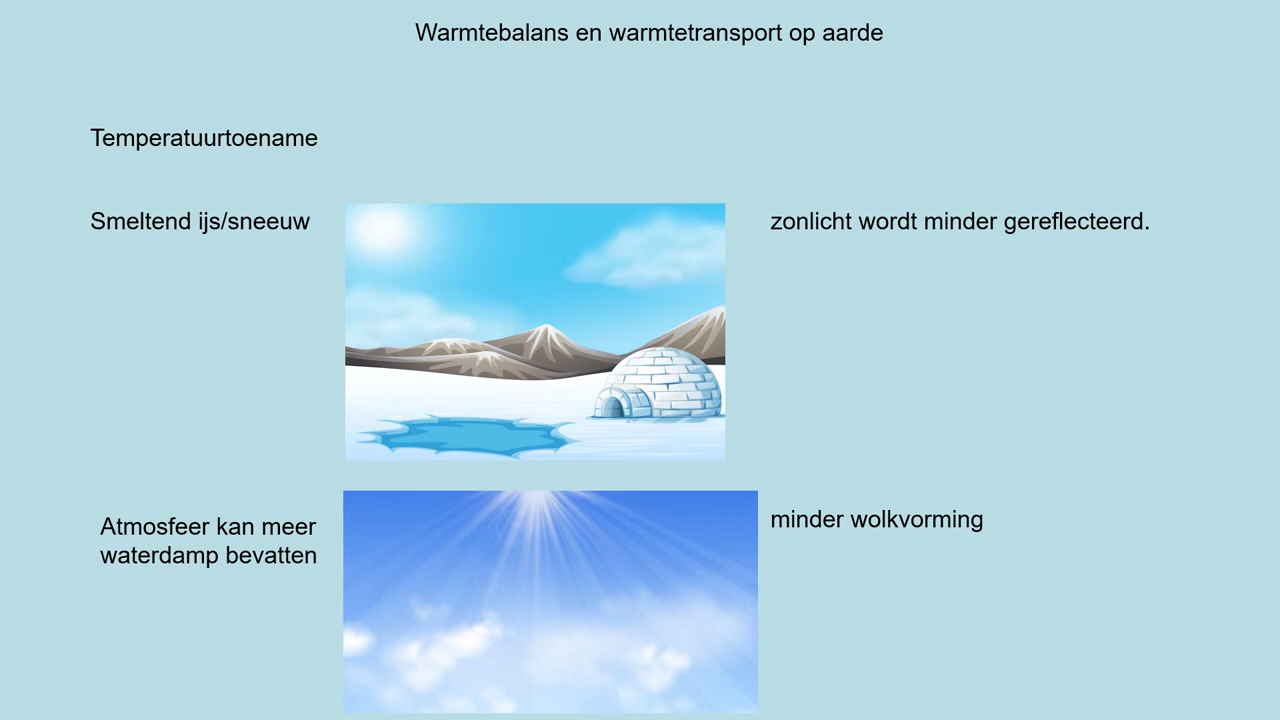 Warmtebalans en warmtetransport op aarde
Temperatuurtoename
Smeltend ijs/sneeuw
zonlicht wordt minder gereflecteerd.
Atmosfeer kan meer
waterdamp bevatten
minder wolkvorming